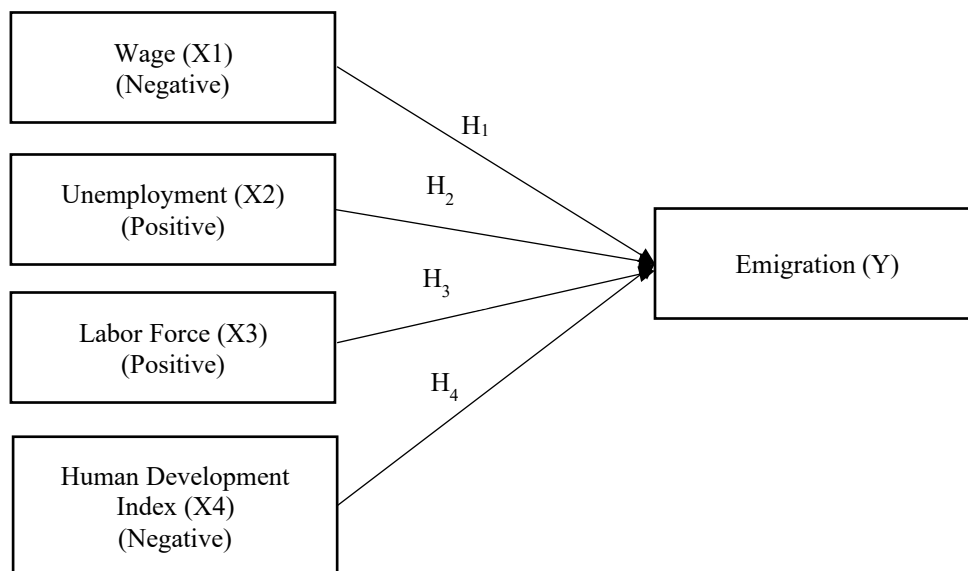 Wage (X1)
(Negative)
H1
Unemployment (X2)
(Positive)
H2
Emigration (Y)
Labor Force (X3)
(Positive)
H3
H4
Human Development
Index (X4)
(Negative)